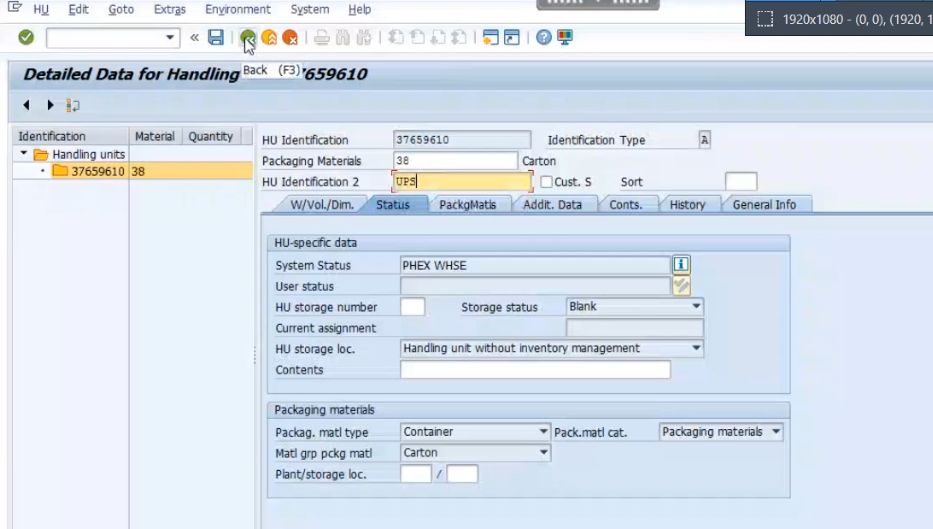 HU Edit Goto Extras Environment System Help
1920x1080 - (0, 0), (1920, 1
Back (F3)
Detailed Data for Handling 37659610
Identification Material Quantity
Handling units
37659610 38
HU Identification 37659610 Identification Type A
Packaging Materials 38 Carton
HU Identification 2 UPS Cust. S Sort
W/Vol./Dim. Status PackgMatls Addit. Data Conts. History General Info
HU-specific data
System Status PHEX WHSE
User status
HU storage number Storage status Blank
Current assignment
HU storage loc. Handling unit without inventory management
Contents
Packaging materials
Packag. matl type Container Pack.matl cat. Packaging materials
Matl grp pckg matl Carton
Plant/storage loc. /